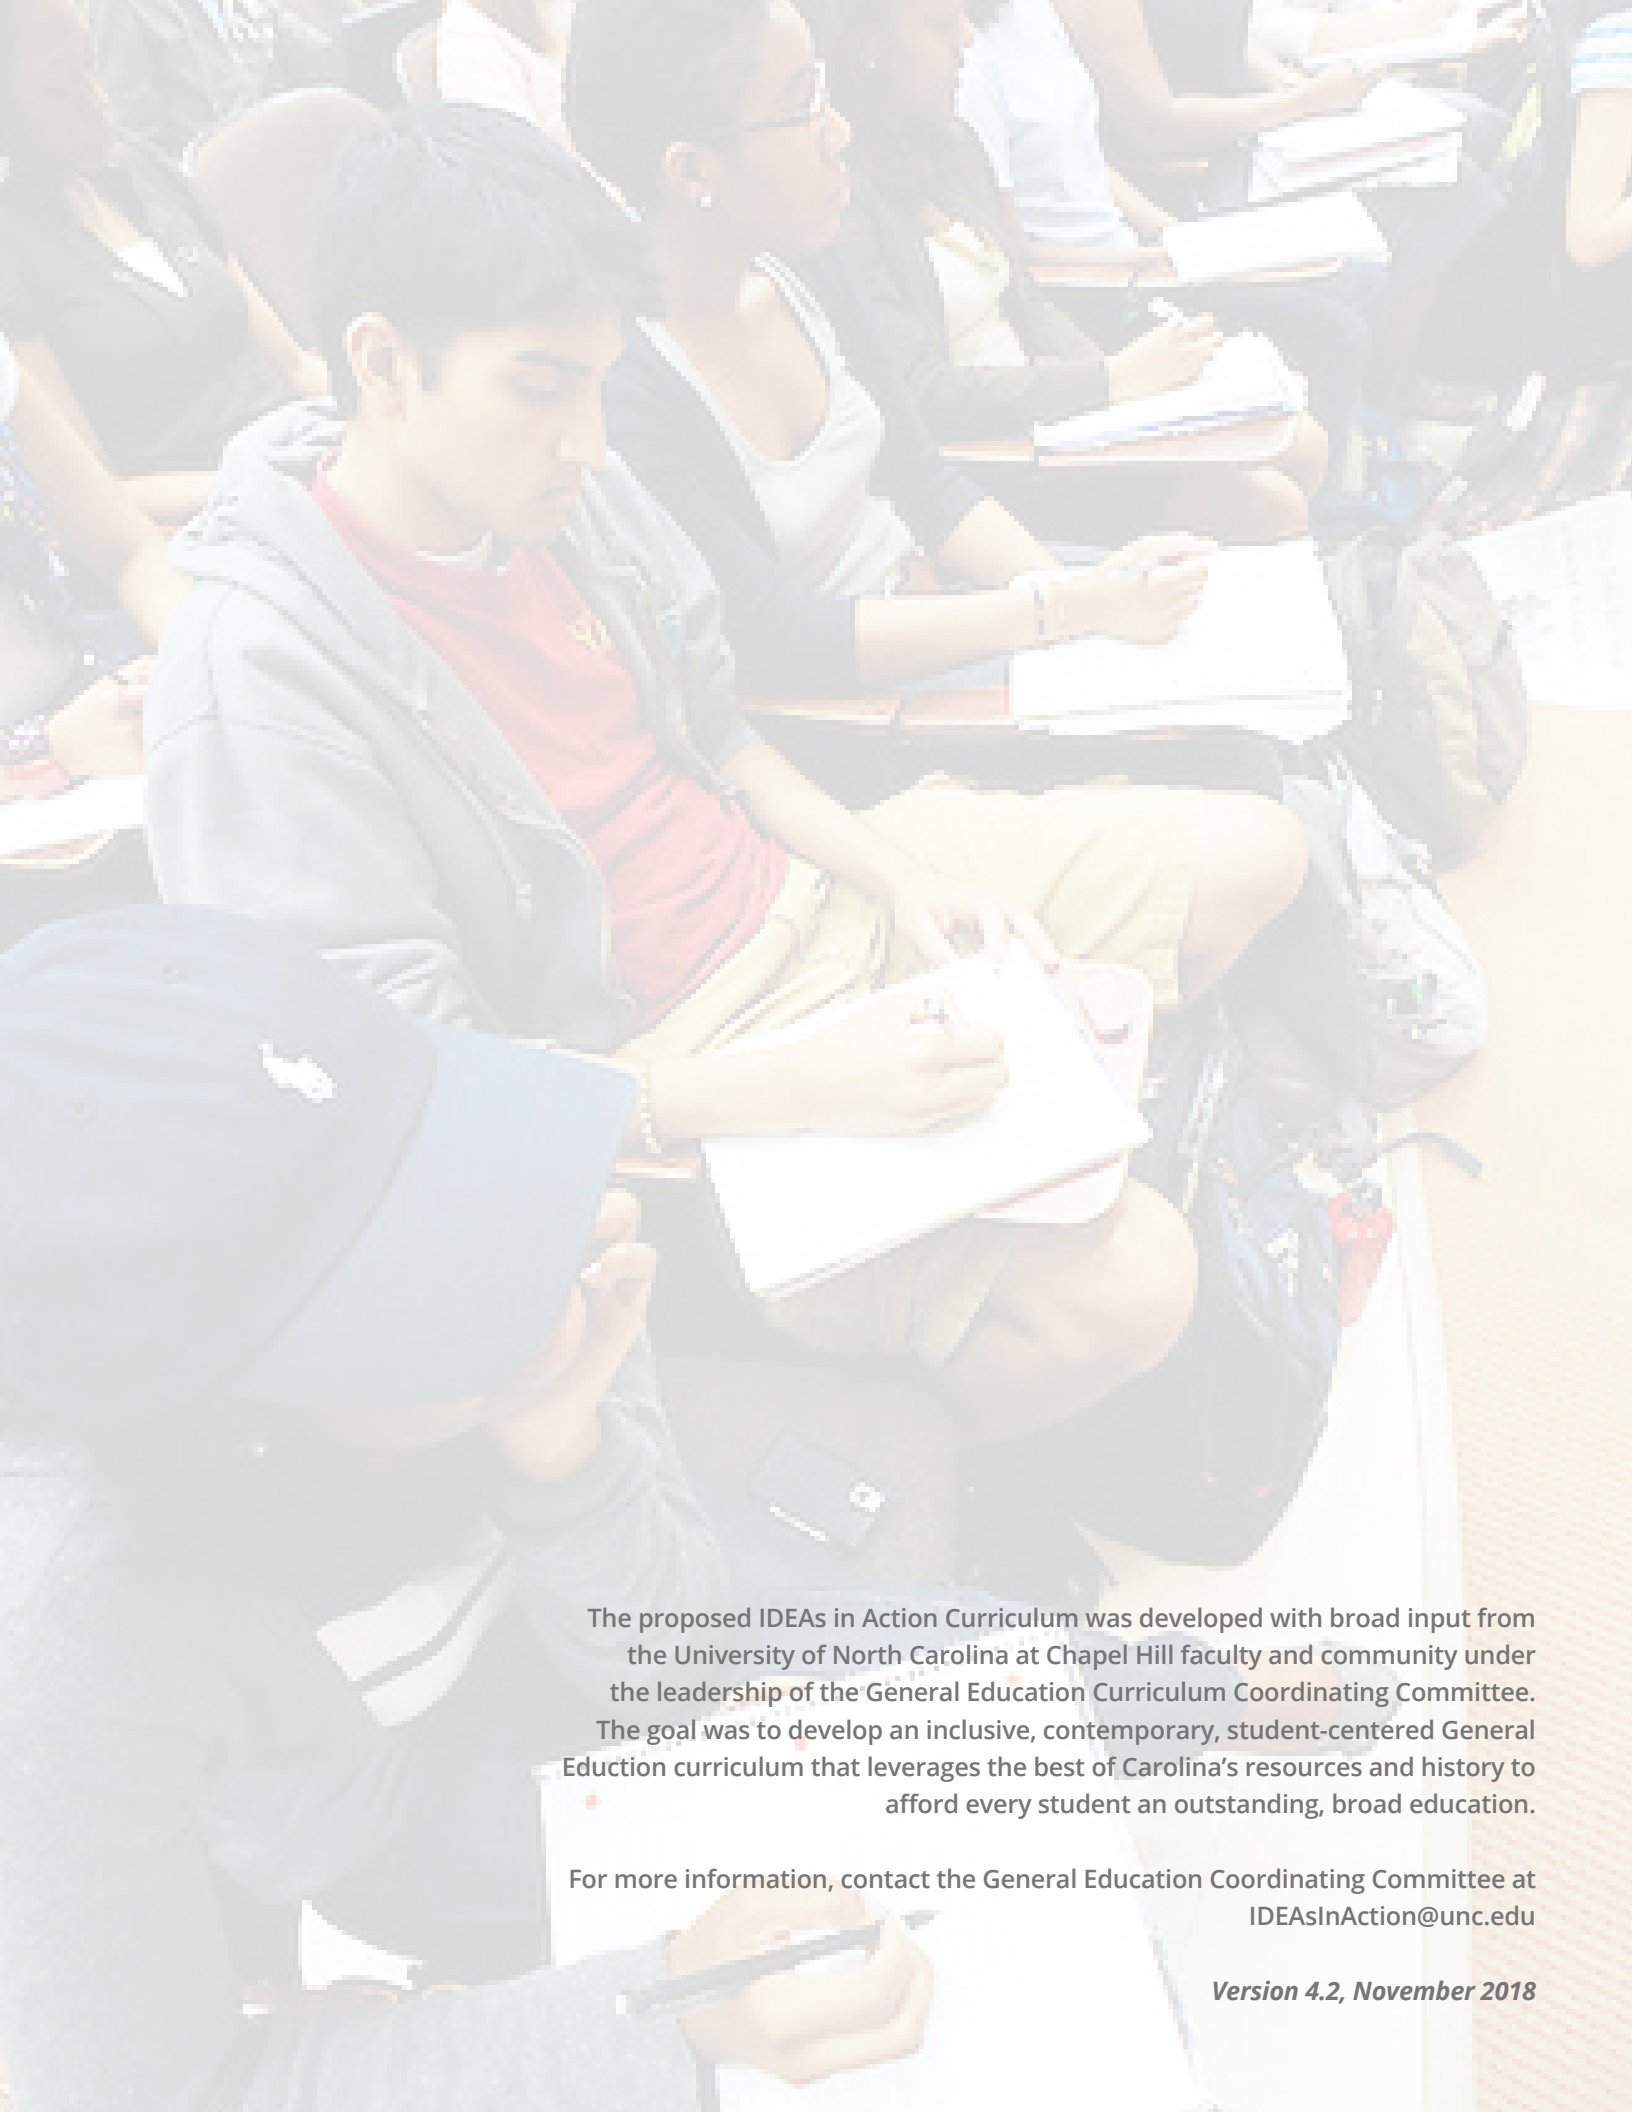 The proposed IDEAs in Action Curriculum was developed with broad input from
the University of North Carolina at Chapel Hill faculty and community under
the leadership of the General Education Curriculum Coordinating Committee.
The goal was to develop an inclusive, contemporary, student-centered General
Eduction curriculum that leverages the best of Carolina’s resources and history to
afford every student an outstanding, broad education.
For more information, contact the General Education Coordinating Committee at
IDEAsInAction@unc.edu
Version 4.2, November 2018